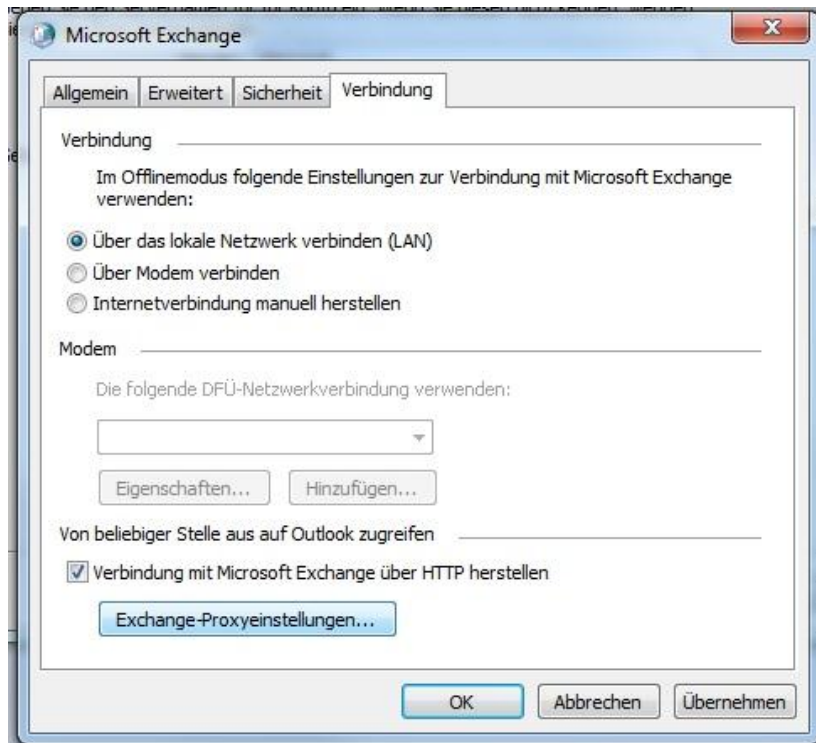 Microsoft Exchange
Allgemein Erweitert Sicherheit Verbindung
Verbindung
Im Offlinemodus folgende Einstellungen zur Verbindung mit Microsoft Exchange
verwenden:
Über das lokale Netzwerk verbinden (LAN)
Über Modem verbinden
Internetverbindung manuell herstellen
Modem
Die folgende DFÜ-Netzwerkverbindung verwenden:
Eigenschaften... Hinzufügen...
Von beliebiger Stelle aus auf Outlook zugreifen
Verbindung mit Microsoft Exchange über HTTP herstellen
Exchange-Proxyeinstellungen...
OK Abbrechen Übernehmen